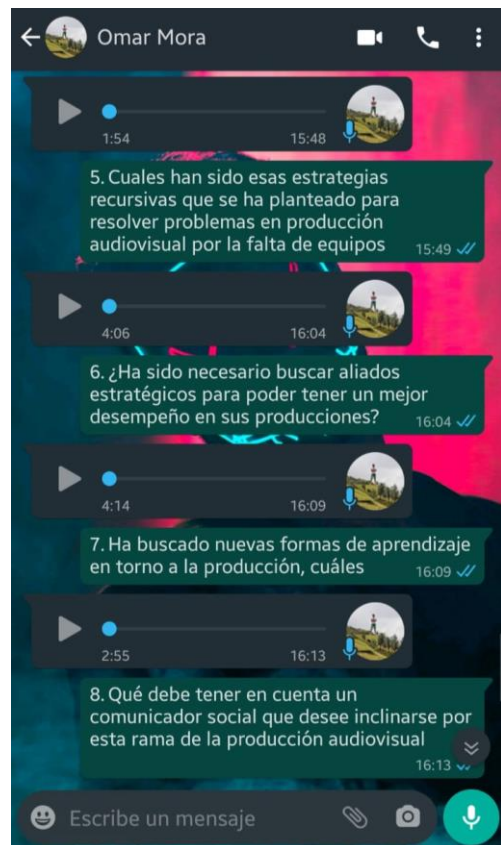 Omar Mora
1:54 15:48
5. Cuales han sido esas estrategias
recursivas que se ha planteado para
resolver problemas en producción
audiovisual por la falta de equipos 15:49
4:06 16:04
6. ¿Ha sido necesario buscar aliados
estratégicos para poder tener un mejor
desempeño en sus producciones? 16:04
4:14 16:09
7. Ha buscado nuevas formas de aprendizaje
en torno a la producción, cuáles 16:09
2:55 16:13
8. Qué debe tener en cuenta un
comunicador social que desee inclinarse por
esta rama de la producción audiovisual
16:13
Escribe un mensaje